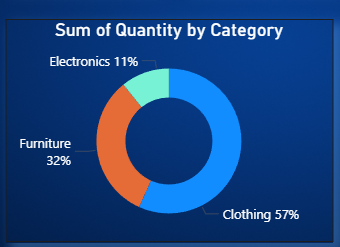 Sum of Quantity by Category
Electronics 11%
Furniture
32%
Clothing 57%